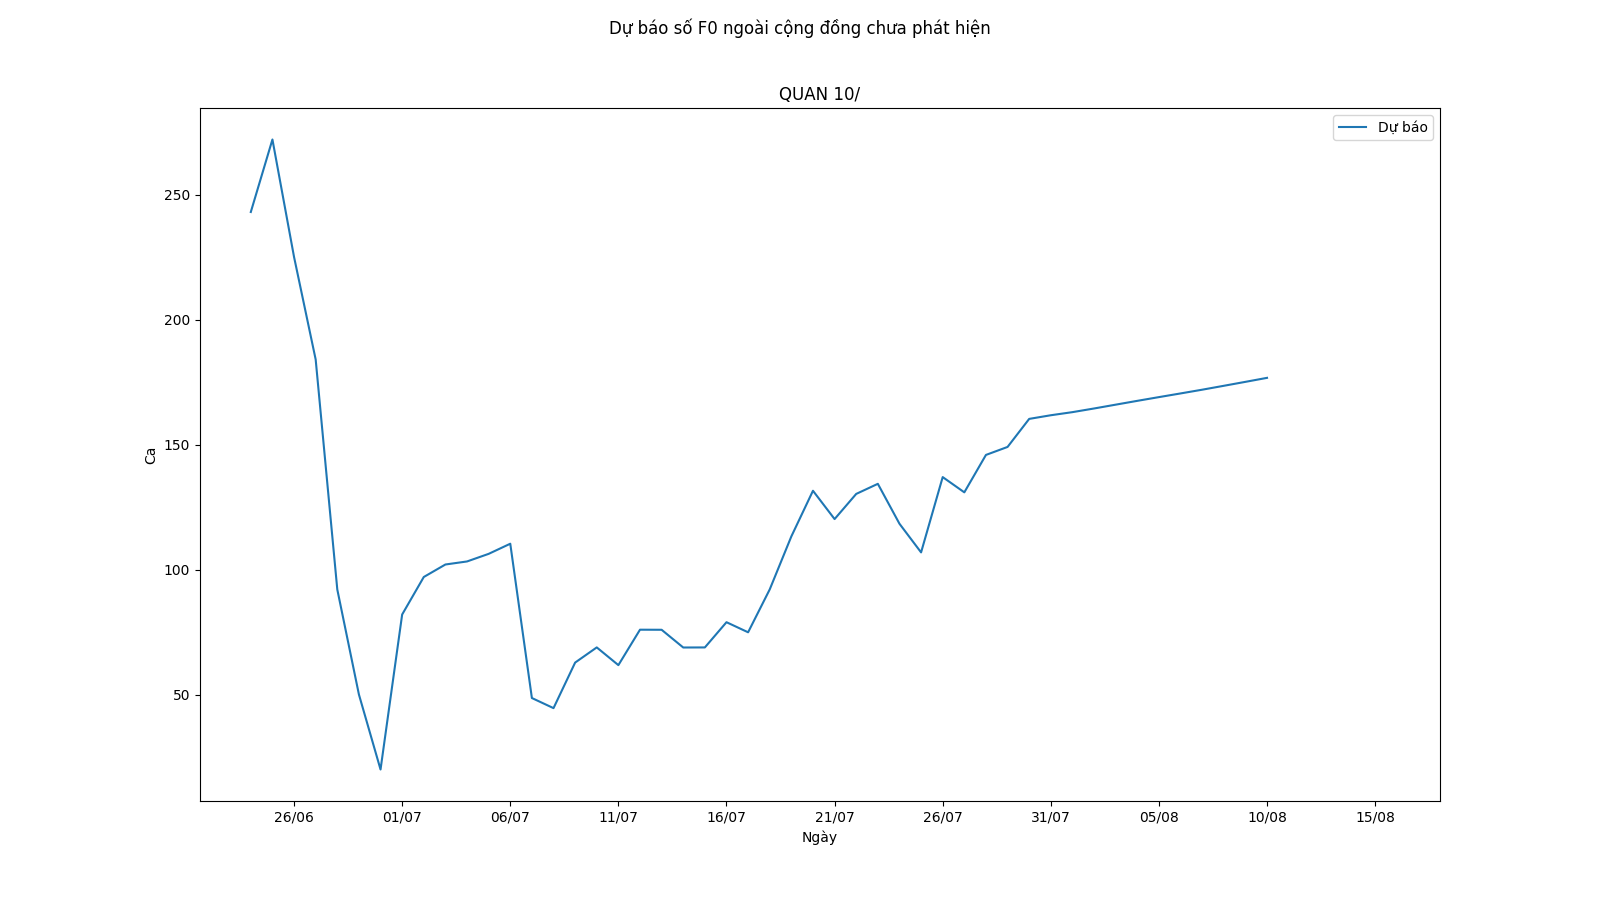 Dự báo số F0 ngoài cộng đồng chưa phát hiện
QUAN 10/
Dự báo
250
200
150
100
50
Ca
26/06 01/07 06/07 11/07 16/07 21/07 26/07 31/07 05/08 10/08 15/08
Ngày